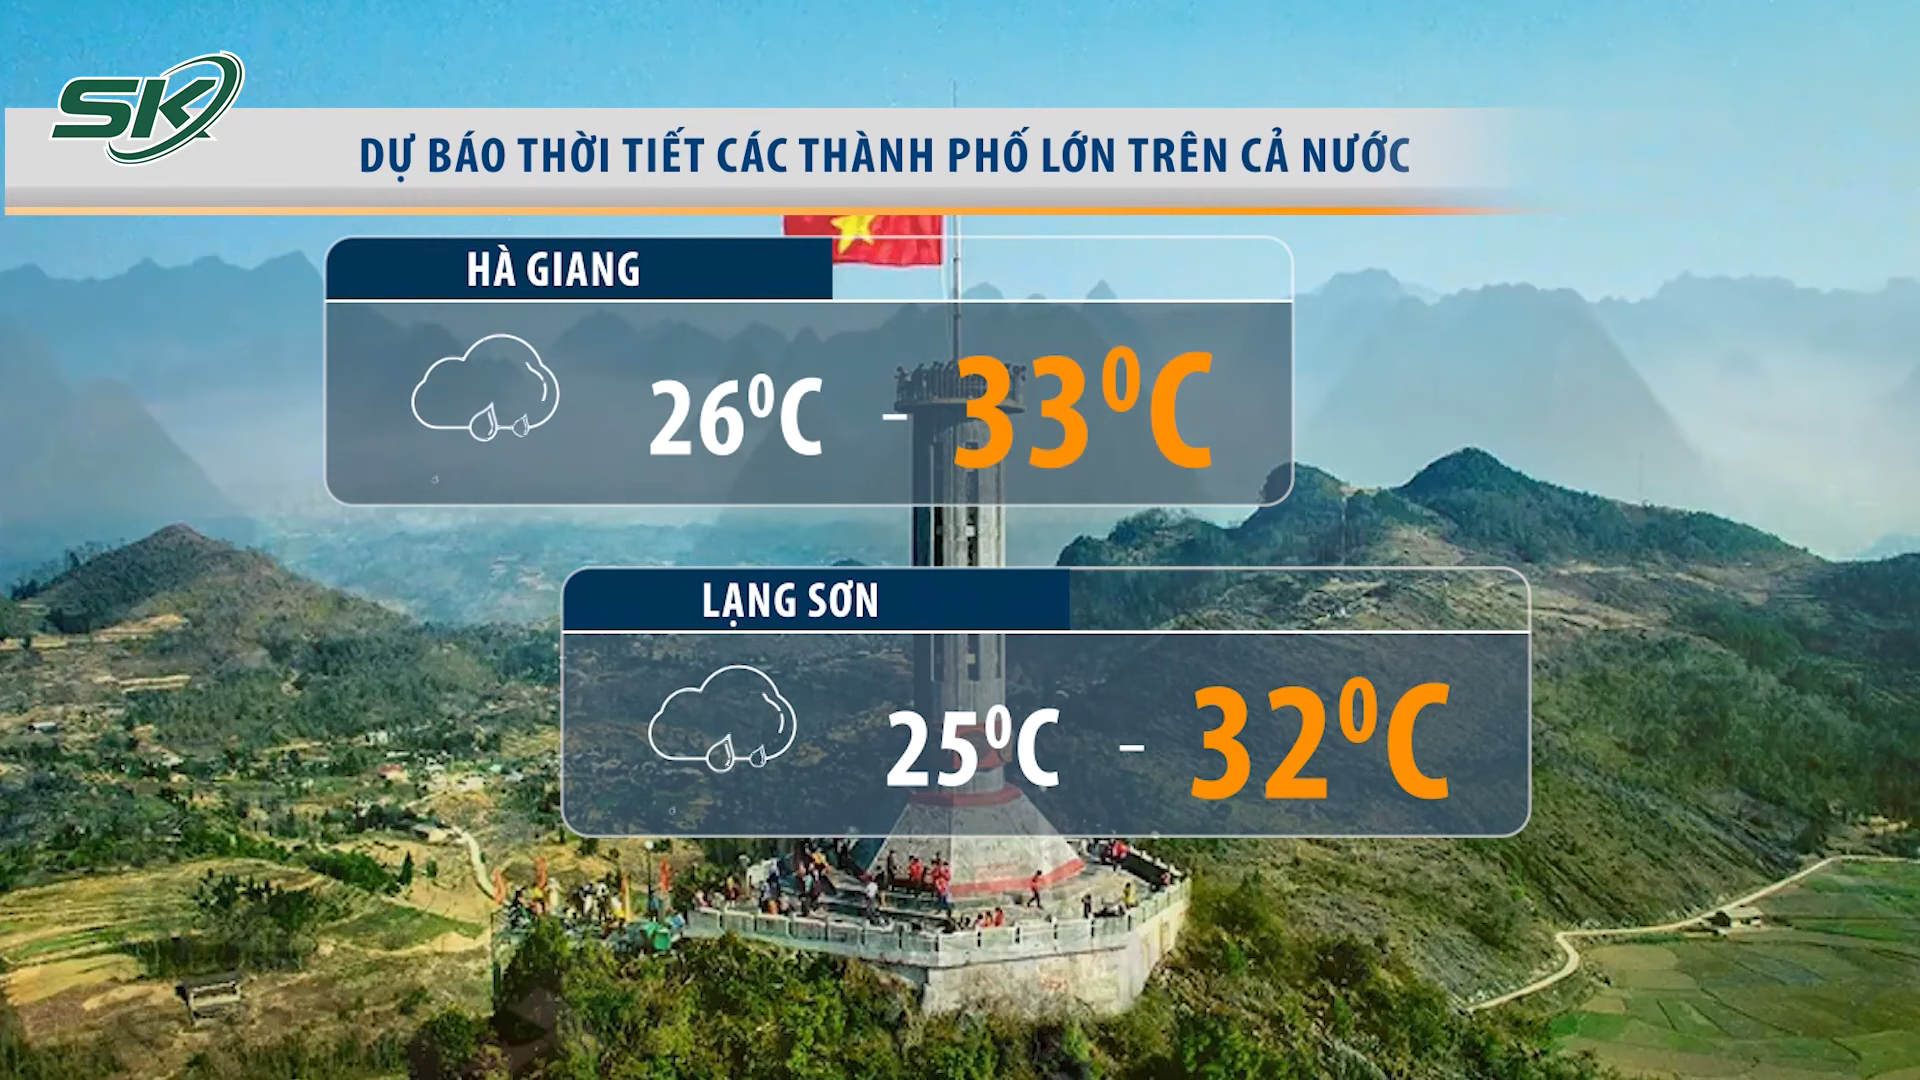 SK
DỰ BÁO THỜI TIẾT CÁC THÀNH PHỐ LỚN TRÊN CẢ NƯỚC
HÀ GIANG
26⁰C - 33⁰C
LẠNG SƠN
25⁰C - 32⁰C